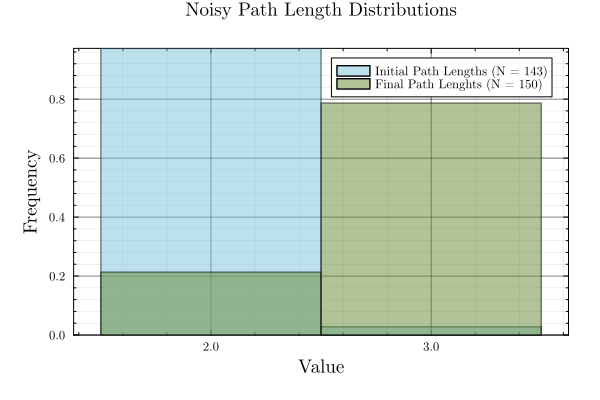 Noisy Path Length Distributions
Initial Path Lengths (N = 143)
Final Path Lenghts (N = 150)
Frequency
0.8
0.6
0.4
0.2
0.0
2.0 3.0
Value